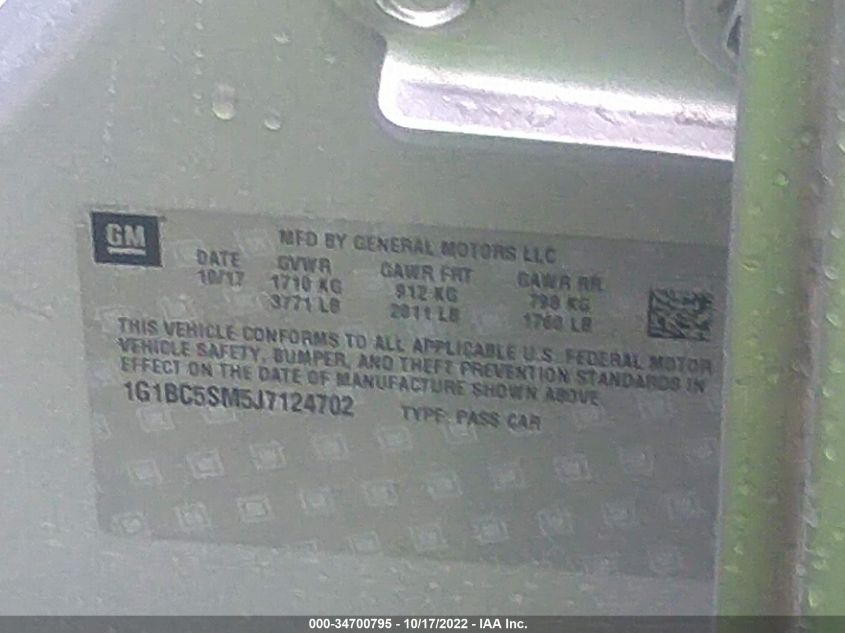 GM
MFD BY GENERAL MOTORS LLC
DATE GVWR GAWR FRT GAWR RR
10/17 1710 KG 912 KG 798 KG
3771 LB 2011 LB 1760 LB
THIS VEHICLE CONFORMS TO ALL APPLICABLE U.S. FEDERAL MOTOR
VEHICLE SAFETY, BUMPER, AND THEFT PREVENTION STANDARDS IN
EFFECT ON THE DATE OF MANUFACTURE SHOWN ABOVE.
1G1BC5SM5J7124702 TYPE: PASS CAR
000-34700795 - 10/17/2022 - IAA Inc.